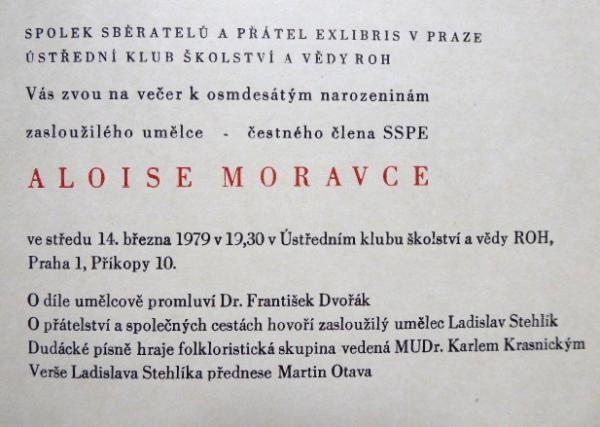 SPOLEK SBĚRATELŮ A PŘÁTEL EXLIBRIS V PRAZE
ÚSTŘEDNÍ KLUB ŠKOLSTVÍ A VĚDY ROH
Vás zvou na večer k osmdesátým narozeninám
zasloužilého umělce - čestného člena SSPE
ALOISE MORAVCE
ve středu 14. března 1979 v 19,30 v Ústředním klubu školství a vědy ROH,
Praha 1, Příkopy 10.
O díle umělcově promluví Dr. František Dvořák
O přátelství a společných cestách hovoří zasloužilý umělec Ladislav Stehlík
Dudácké písně hraje folkloristická skupina vedená MUDr. Karlem Krasnickým
Verše Ladislava Stehlíka přednese Martin Otava